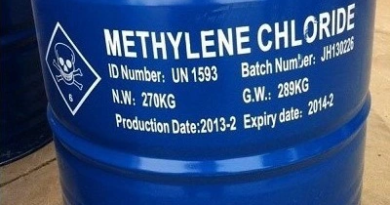 METHYLENE CHLORIDE
ID Number: UN 1593 Batch Number: JH130226
N.W.: 270KG G.W.: 289KG
Production Date:2013-2 Expiry date: 2014-2
6